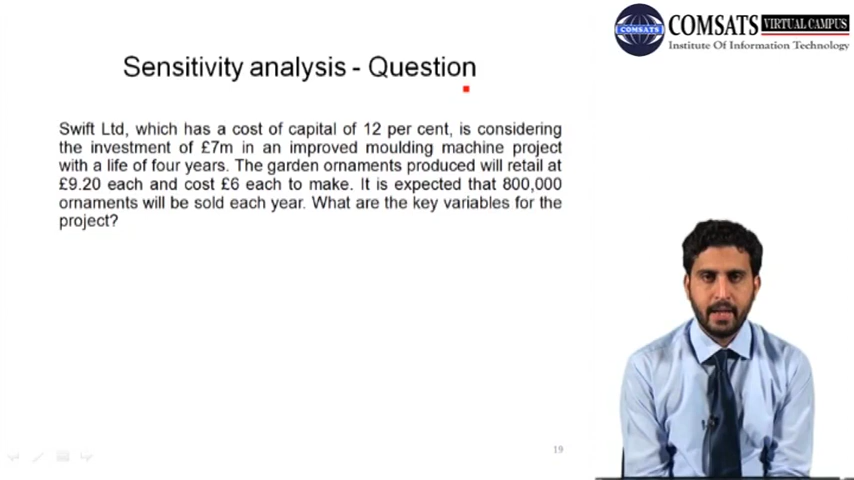 COMSATS VIRTUAL CAMPUS
COMSATS
Institute Of Information Technology
Sensitivity analysis - Question
Swift Ltd, which has a cost of capital of 12 per cent, is considering
the investment of £7m in an improved moulding machine project
with a life of four years. The garden ornaments produced will retail at
£9.20 each and cost £6 each to make. It is expected that 800,000
ornaments will be sold each year. What are the key variables for the
project?
19